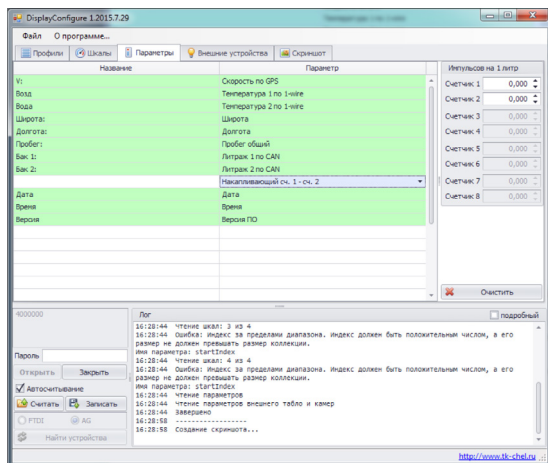 DisplayConfigure 1.2015.7.29
Файл О программе...
Профили Шкалы Параметры Внешние устройства Скриншот
Название Параметр
V: Скорость по GPS
Возд Температура 1 по 1-wire
Вода Температура 2 по 1-wire
Широта: Широта
Долгота: Долгота
Пробег: Пробег общий
Бак 1: Литраж 1 по CAN
Бак 2: Литраж 2 по CAN
Накапливающий сч. 1 - сч. 2
Дата Дата
Время Время
Версия Версия ПО
Импульсов на 1 литр
Счетчик 1 0,000
Счетчик 2 0,000
Счетчик 3 0,000
Счетчик 4 0,000
Счетчик 5 0,000
Счетчик 6 0,000
Счетчик 7 0,000
Счетчик 8 0,000
Очистить
4000000
Пароль
Открыть Закрыть
Автосчитывание
Считать Записать
FTDI AG
Найти устройства
Лог подробный
16:28:44 Чтение шкал: 3 из 4
16:28:44 Ошибка: Индекс за пределами диапазона. Индекс должен быть положительным числом, а его
размер не должен превышать размер коллекции.
Имя параметра: startIndex
16:28:44 Чтение шкал: 4 из 4
16:28:44 Ошибка: Индекс за пределами диапазона. Индекс должен быть положительным числом, а его
размер не должен превышать размер коллекции.
Имя параметра: startIndex
16:28:44 Чтение параметров
16:28:44 Чтение параметров внешнего табло и камер
16:28:44 Завершено
16:28:58 -----------------
16:28:58 Создание скриншота...
http://www.tk-chel.ru